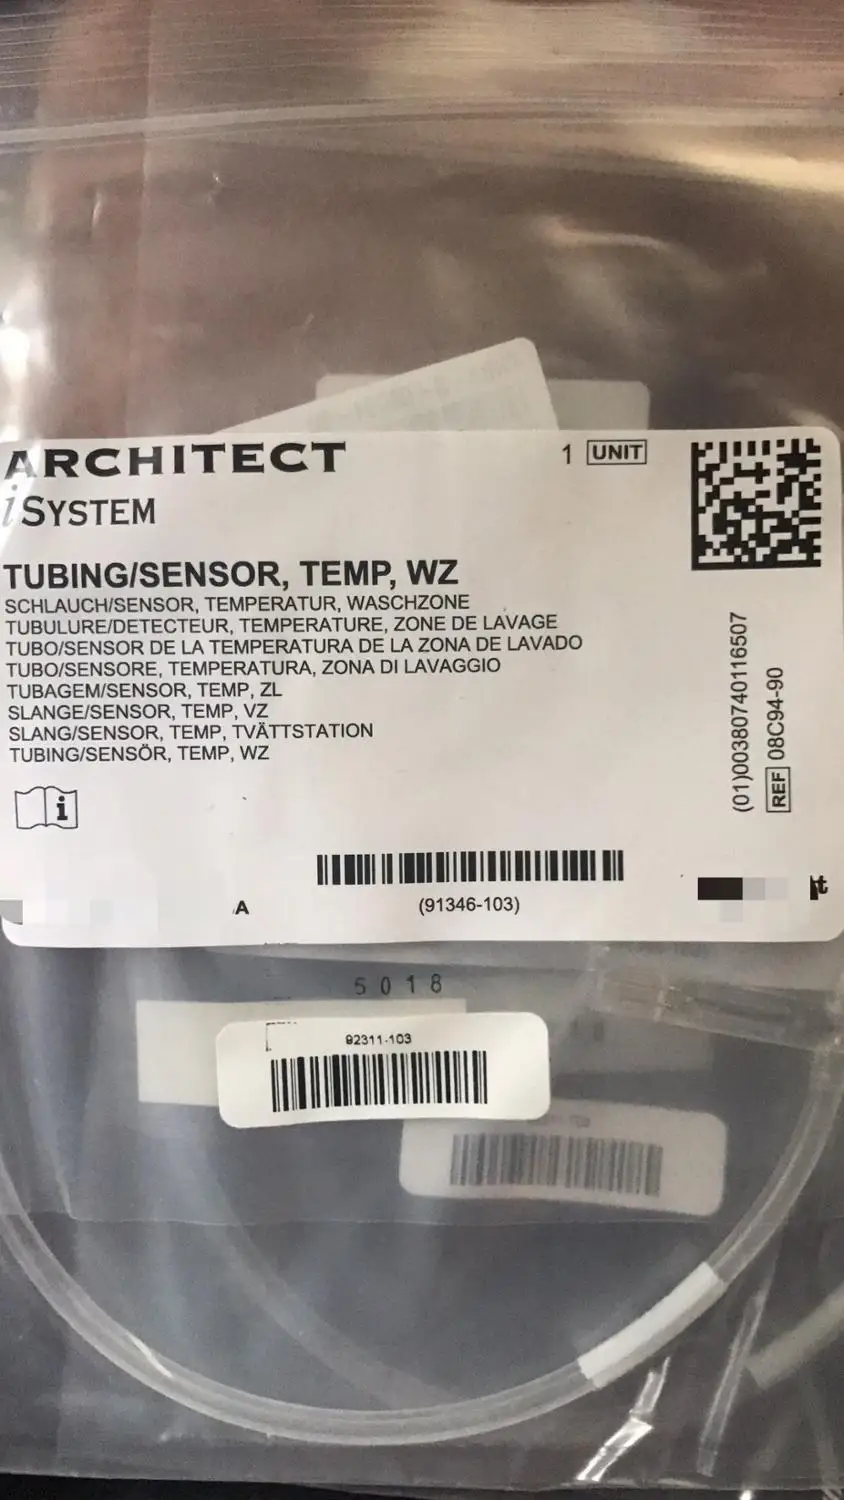 ARCHITECT
1 UNIT
i SYSTEM
TUBING/SENSOR, TEMP, WZ
SCHLAUCH/SENSOR, TEMPERATUR, WASCHZONE
TUBULURE/DETECTEUR, TEMPERATURE, ZONE DE LAVAGE
TUBO/SENSOR DE LA TEMPERATURA DE LA ZONA DE LAVADO
TUBO/SENSORE, TEMPERATURA, ZONA DI LAVAGGIO
TUBAGEM/SENSOR, TEMP, ZL
SLANGE/SENSOR, TEMP, VZ
SLANG/SENSOR, TEMP, TVÄTTSTATION
TUBING/SENSÖR, TEMP, WZ
i
(01)00380740116507
REF 08C94-90
A
(91346-103)
5018
92311-103